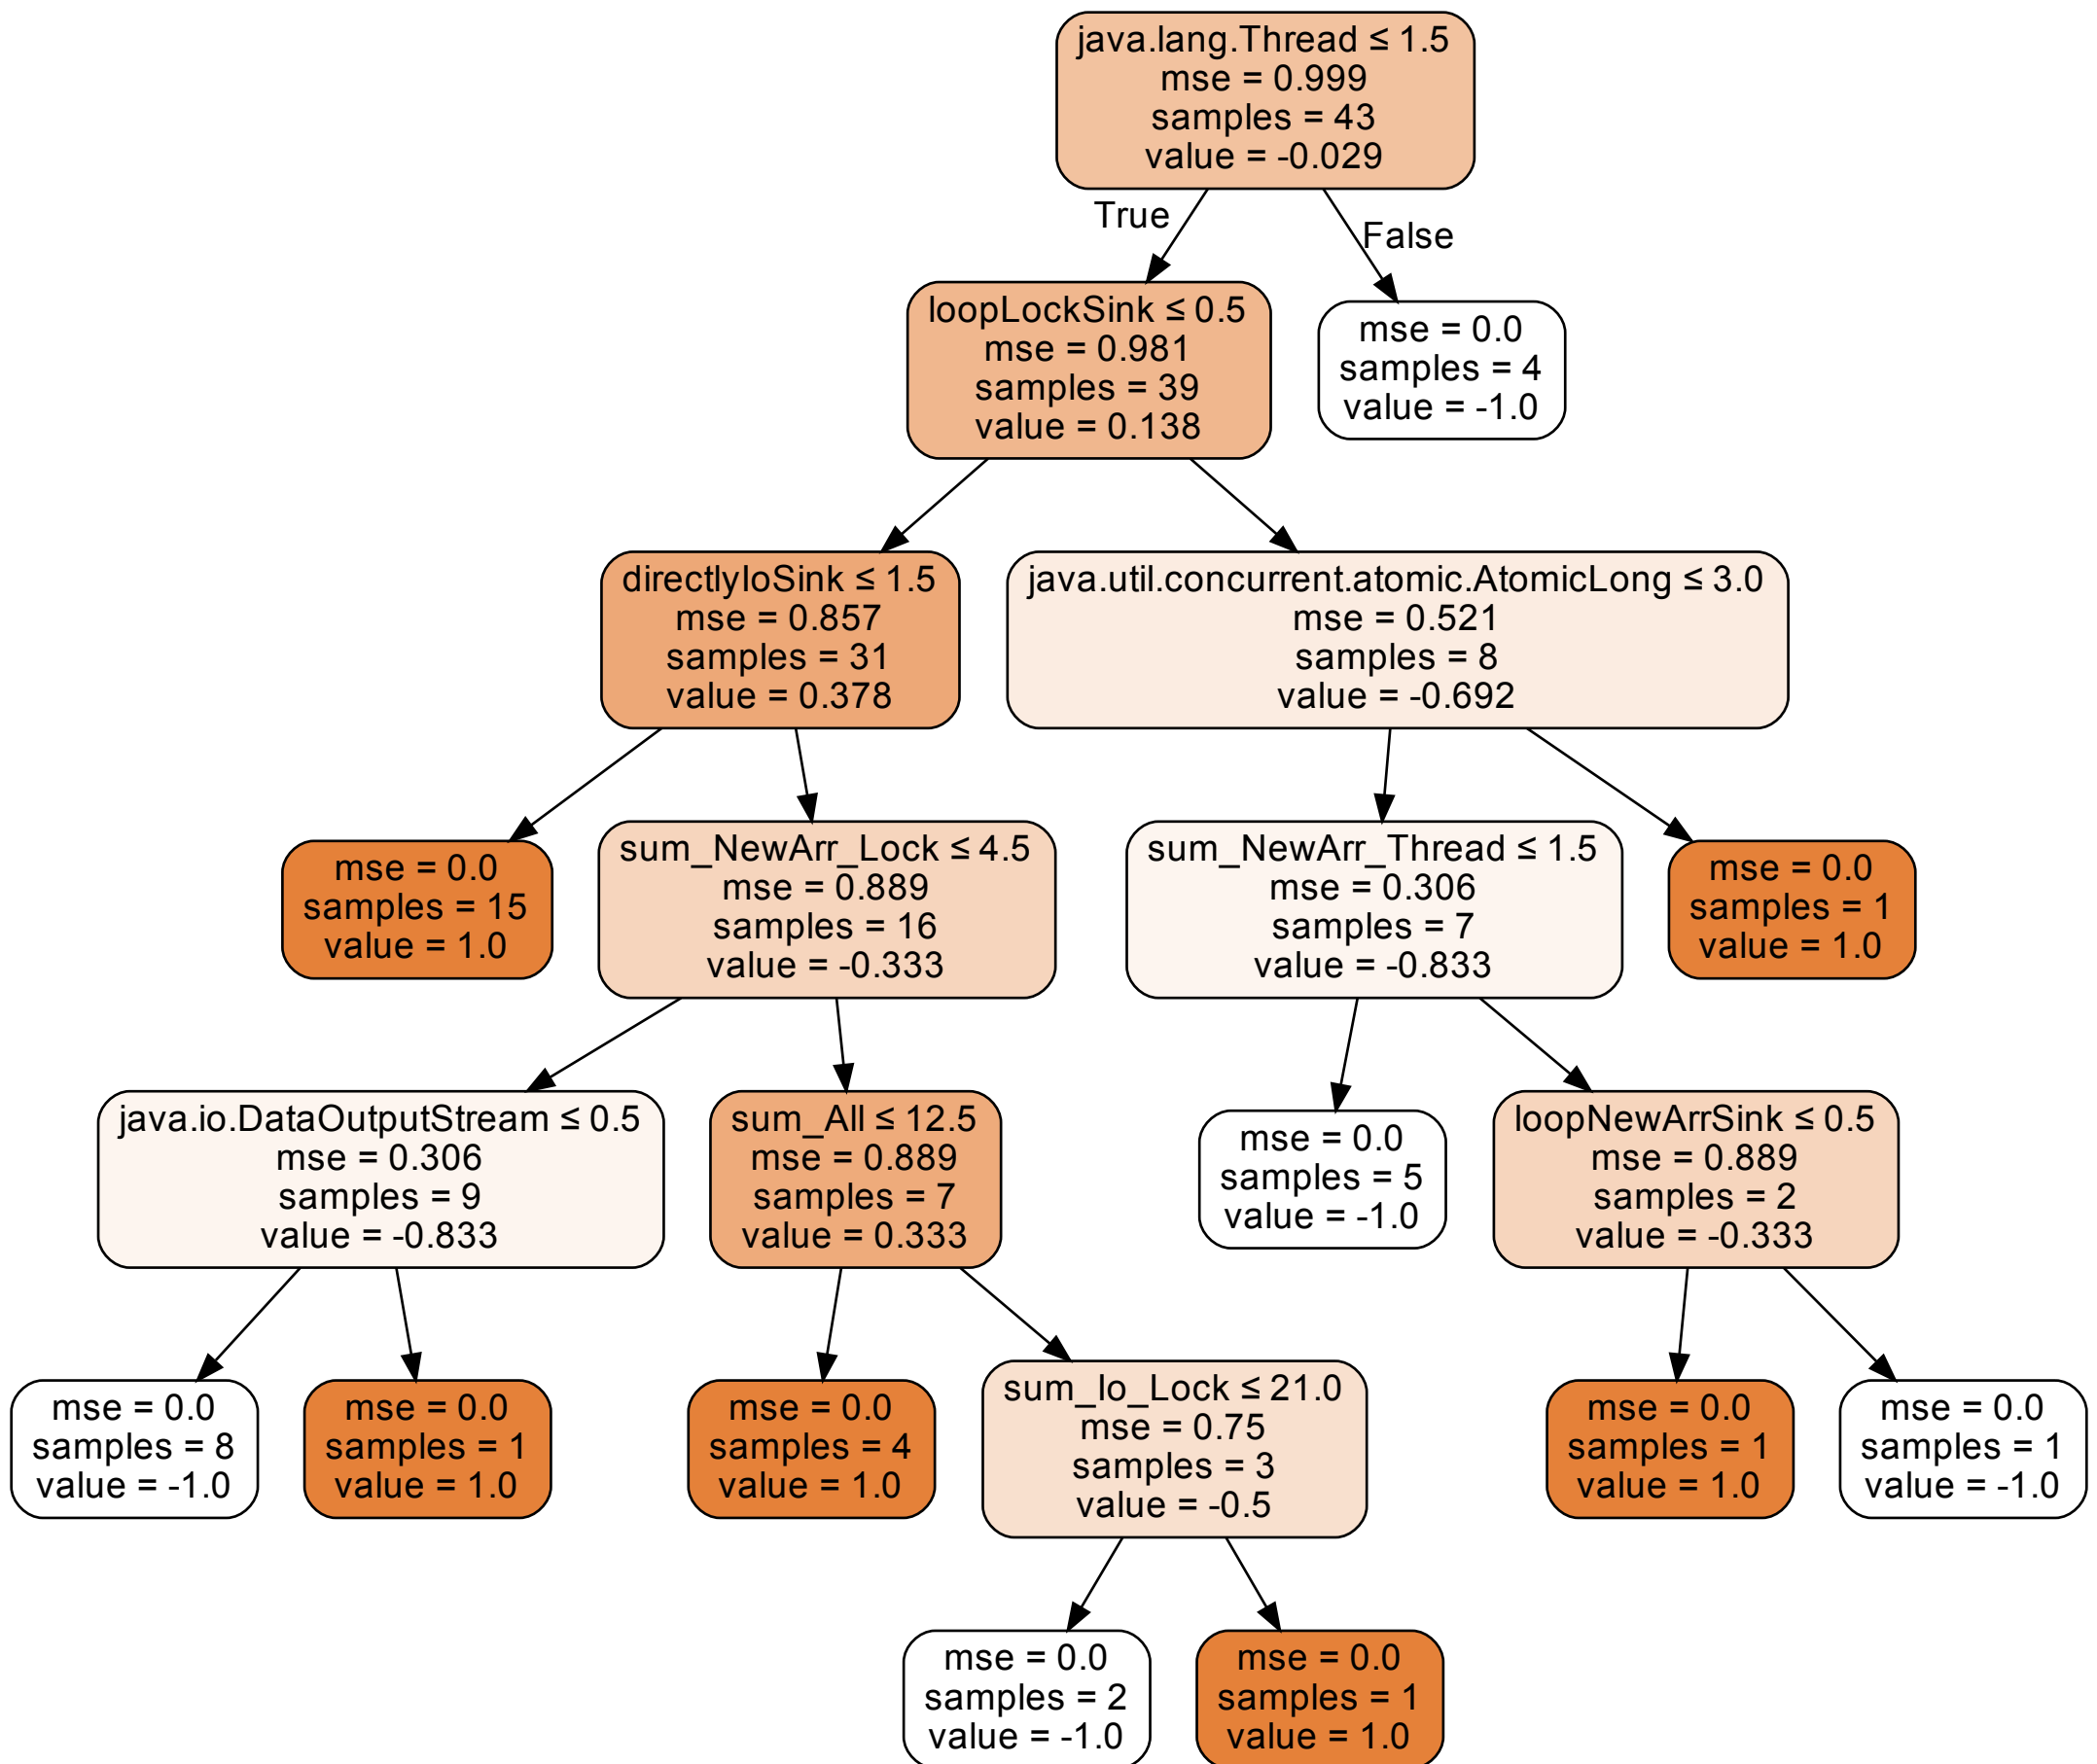 java.lang.Thread ≤ 1.5
mse = 0.999
samples = 43
value = -0.029
True
False
loopLockSink ≤ 0.5
mse = 0.981
samples = 39
value = 0.138
mse = 0.0
samples = 4
value = -1.0
directlyIoSink ≤ 1.5
mse = 0.857
samples = 31
value = 0.378
java.util.concurrent.atomic.AtomicLong ≤ 3.0
mse = 0.521
samples = 8
value = -0.692
mse = 0.0
samples = 15
value = 1.0
sum_NewArr_Lock ≤ 4.5
mse = 0.889
samples = 16
value = -0.333
sum_NewArr_Thread ≤ 1.5
mse = 0.306
samples = 7
value = -0.833
mse = 0.0
samples = 1
value = 1.0
java.io.DataOutputStream ≤ 0.5
mse = 0.306
samples = 9
value = -0.833
sum_All ≤ 12.5
mse = 0.889
samples = 7
value = 0.333
mse = 0.0
samples = 5
value = -1.0
loopNewArrSink ≤ 0.5
mse = 0.889
samples = 2
value = -0.333
mse = 0.0
samples = 8
value = -1.0
mse = 0.0
samples = 1
value = 1.0
mse = 0.0
samples = 4
value = 1.0
sum_Io_Lock ≤ 21.0
mse = 0.75
samples = 3
value = -0.5
mse = 0.0
samples = 1
value = 1.0
mse = 0.0
samples = 1
value = -1.0
mse = 0.0
samples = 2
value = -1.0
mse = 0.0
samples = 1
value = 1.0